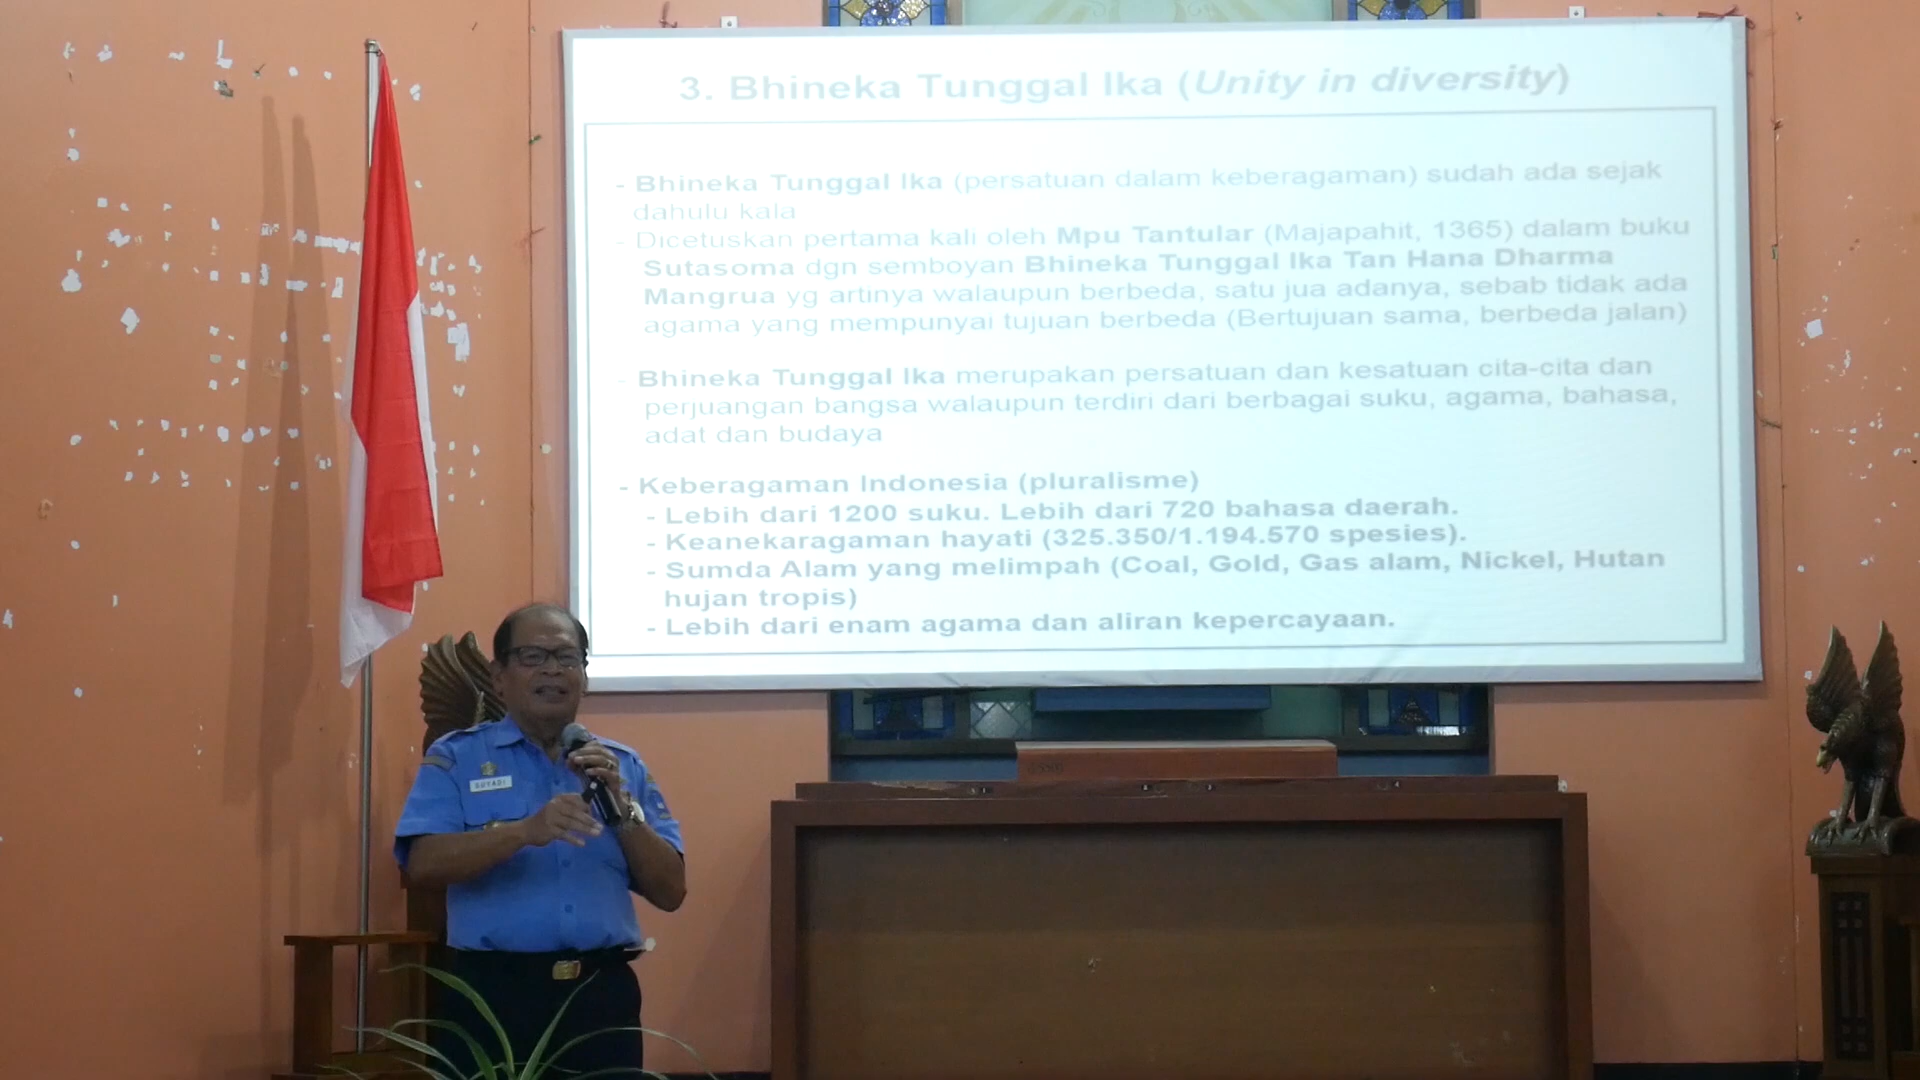 3. Bhineka Tunggal Ika (Unity in diversity)
- Bhineka Tunggal Ika (persatuan dalam keberagaman) sudah ada sejak
dahulu kala
- Dicetuskan pertama kali oleh Mpu Tantular (Majapahit, 1365) dalam buku
Sutasoma dgn semboyan Bhineka Tunggal Ika Tan Hana Dharma
Mangrua yg artinya walaupun berbeda, satu jua adanya, sebab tidak ada
agama yang mempunyai tujuan berbeda (Bertujuan sama, berbeda jalan)
- Bhineka Tunggal Ika merupakan persatuan dan kesatuan cita-cita dan
perjuangan bangsa walaupun terdiri dari berbagai suku, agama, bahasa,
adat dan budaya
- Keberagaman Indonesia (pluralisme)
- Lebih dari 1200 suku. Lebih dari 720 bahasa daerah.
- Keanekaragaman hayati (325.350/1.194.570 spesies).
- Sumda Alam yang melimpah (Coal, Gold, Gas alam, Nickel, Hutan
hujan tropis)
- Lebih dari enam agama dan aliran kepercayaan.
SUYADI